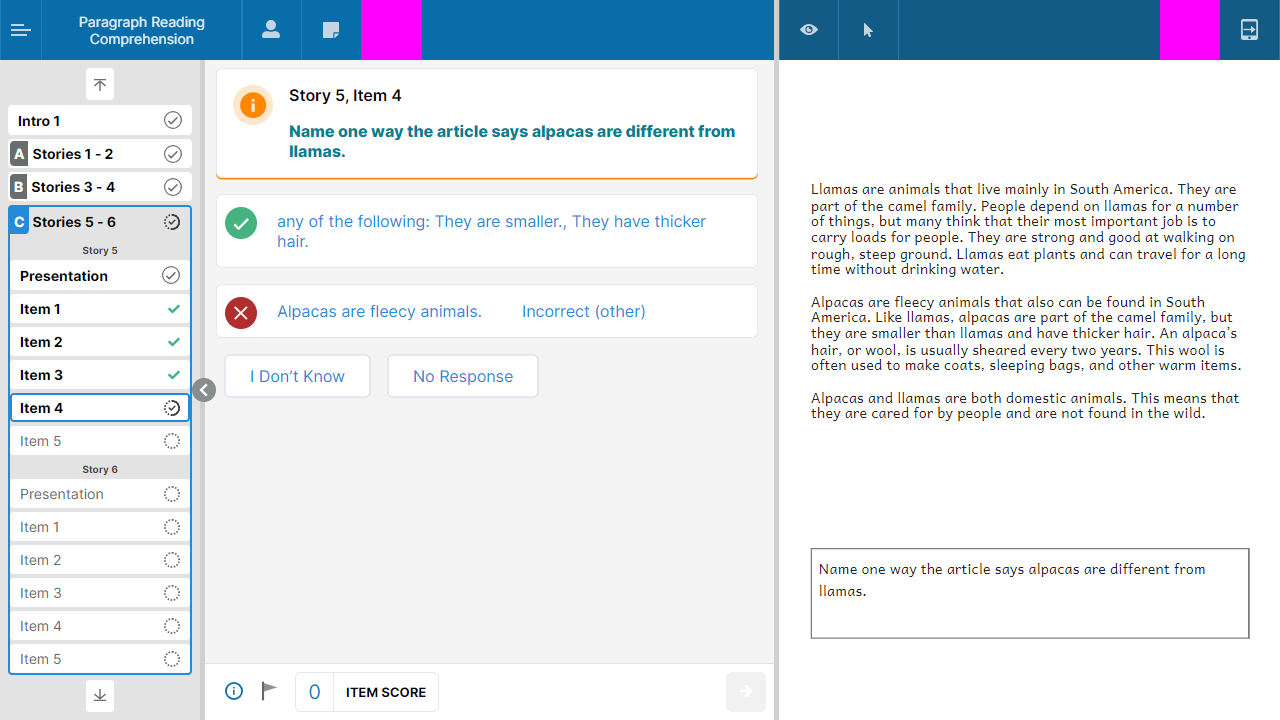 Paragraph Reading
Comprehension
Intro 1
A Stories 1 - 2
B Stories 3 - 4
C Stories 5 - 6
Story 5
Presentation
Item 1
Item 2
Item 3
Item 4
Item 5
Story 6
Presentation
Item 1
Item 2
Item 3
Item 4
Item 5
Story 5, Item 4
Name one way the article says alpacas are different from
llamas.
any of the following: They are smaller., They have thicker
hair.
Alpacas are fleecy animals. Incorrect (other)
I Don't Know No Response
0 ITEM SCORE
Llamas are animals that live mainly in South America. They are
part of the camel family. People depend on llamas for a number
of things, but many think that their most important job is to
carry loads for people. They are strong and good at walking on
rough, steep ground. Llamas eat plants and can travel for a long
time without drinking water.
Alpacas are fleecy animals that also can be found in South
America. Like llamas, alpacas are part of the camel family, but
they are smaller than llamas and have thicker hair. An alpaca's
hair, or wool, is usually sheared every two years. This wool is
often used to make coats, sleeping bags, and other warm items.
Alpacas and llamas are both domestic animals. This means that
they are cared for by people and are not found in the wild.
Name one way the article says alpacas are different from
llamas.